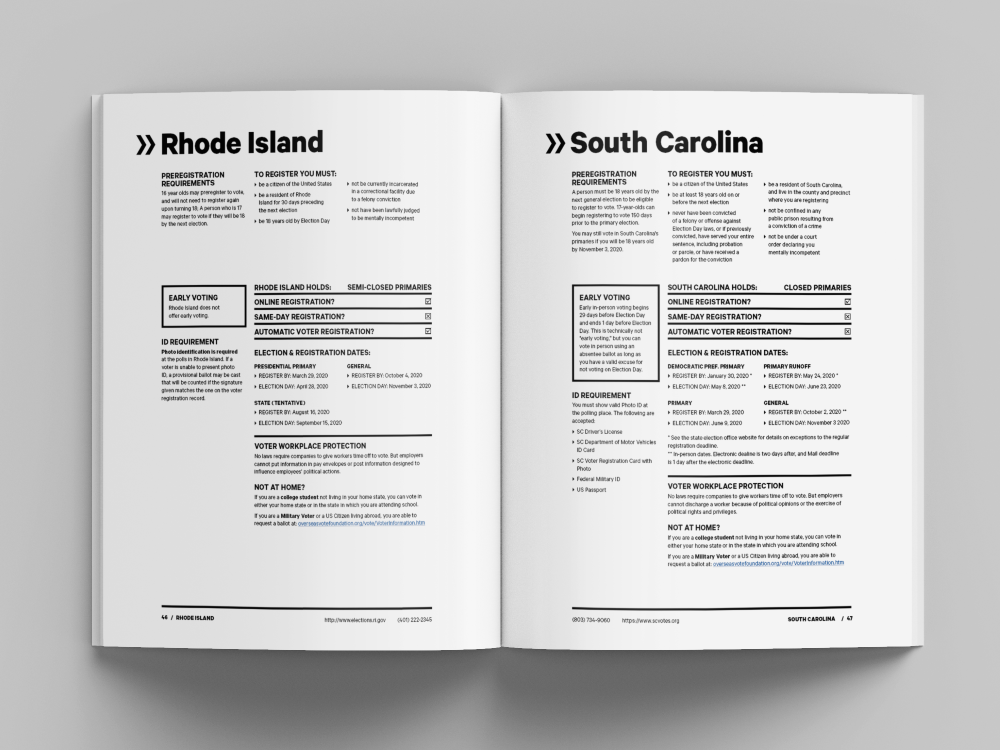 Rhode Island
PREREGISTRATION
REQUIREMENTS
16 year olds may preregister to vote,
and will not need to register again
upon turning 18. A person who is 17
may register to vote if they will be 18
by the next election.
TO REGISTER YOU MUST:
be a citizen of the United States
be a resident of Rhode
Island for 30 days preceding
the next election
be 18 years old by Election Day
not be currently incarcerated
in a correctional facility due
to a felony conviction
not have been lawfully judged
to be mentally incompetent
EARLY VOTING
Rhode Island does not
offer early voting.
ID REQUIREMENT
Photo identification is required
at the polls in Rhode Island. If a
voter is unable to present photo
ID, a provisional ballot may be cast
that will be counted if the signature
given matches the one on the voter
registration record.
RHODE ISLAND HOLDS: SEMI-CLOSED PRIMARIES
ONLINE REGISTRATION? ☑
SAME-DAY REGISTRATION? ☒
AUTOMATIC VOTER REGISTRATION? ☑
ELECTION & REGISTRATION DATES:
PRESIDENTIAL PRIMARY
REGISTER BY: March 29, 2020
ELECTION DAY: April 28, 2020
GENERAL
REGISTER BY: October 4, 2020
ELECTION DAY: November 3, 2020
STATE (TENTATIVE)
REGISTER BY: August 16, 2020
ELECTION DAY: September 15, 2020
VOTER WORKPLACE PROTECTION
No laws require companies to give workers time off to vote. But employers
cannot put information in pay envelopes or post information designed to
influence employees' political actions.
NOT AT HOME?
If you are a college student not living in your home state, you can vote in
either your home state or in the state in which you are attending school.
If you are a Military Voter or a US Citizen living abroad, you are able to
request a ballot at: overseasvotefoundation.org/vote/VoterInformation.htm
46 / RHODE ISLAND
http://www.elections.ri.gov (401) 222-2345
South Carolina
PREREGISTRATION
REQUIREMENTS
A person must be 18 years old by the
next general election to be eligible
to register to vote. 17-year-olds can
begin registering to vote 150 days
prior to the primary election.
You may still vote in South Carolina's
primaries if you will be 18 years old
by November 3, 2020.
TO REGISTER YOU MUST:
be a citizen of the United States
be at least 18 years old on or
before the next election
never have been convicted
of a felony or offense against
Election Day laws, or if previously
convicted, have served your entire
sentence, including probation
or parole, or have received a
pardon for the conviction
be a resident of South Carolina,
and live in the county and precinct
where you are registering
not be confined in any
public prison resulting from
a conviction of a crime
not be under a court
order declaring you
mentally incompetent
EARLY VOTING
Early in-person voting begins
29 days before Election Day
and ends 1 day before Election
Day. This is technically not
"early voting," but you can
vote in person using an
absentee ballot as long as
you have a valid excuse for
not voting on Election Day.
ID REQUIREMENT
You must show valid Photo ID at
the polling place. The following are
accepted:
SC Driver's License
SC Department of Motor Vehicles
ID Card
SC Voter Registration Card with
Photo
Federal Military ID
US Passport
SOUTH CAROLINA HOLDS: CLOSED PRIMARIES
ONLINE REGISTRATION? ☑
SAME-DAY REGISTRATION? ☒
AUTOMATIC VOTER REGISTRATION? ☒
ELECTION & REGISTRATION DATES:
DEMOCRATIC PREF. PRIMARY
REGISTER BY: January 30, 2020 *
ELECTION DAY: May 8, 2020 **
PRIMARY RUNOFF
REGISTER BY: May 24, 2020 *
ELECTION DAY: June 23, 2020
PRIMARY
REGISTER BY: March 29, 2020
ELECTION DAY: June 9, 2020
GENERAL
REGISTER BY: October 2, 2020 **
ELECTION DAY: November 3 2020
* See the state election office website for details on exceptions to the regular
registration deadline.
** In-person dates. Electronic dealine is two days after, and Mail deadline
is 1 day after the electronic deadline.
VOTER WORKPLACE PROTECTION
No laws require companies to give workers time off to vote. But employers
cannot discharge a worker because of political opinions or the exercise of
political rights and privileges.
NOT AT HOME?
If you are a college student not living in your home state, you can vote in
either your home state or in the state in which you are attending school.
If you are a Military Voter or a US Citizen living abroad, you are able to
request a ballot at: overseasvotefoundation.org/vote/VoterInformation.htm
(803) 734-9060 https://www.scvotes.org
SOUTH CAROLINA / 47